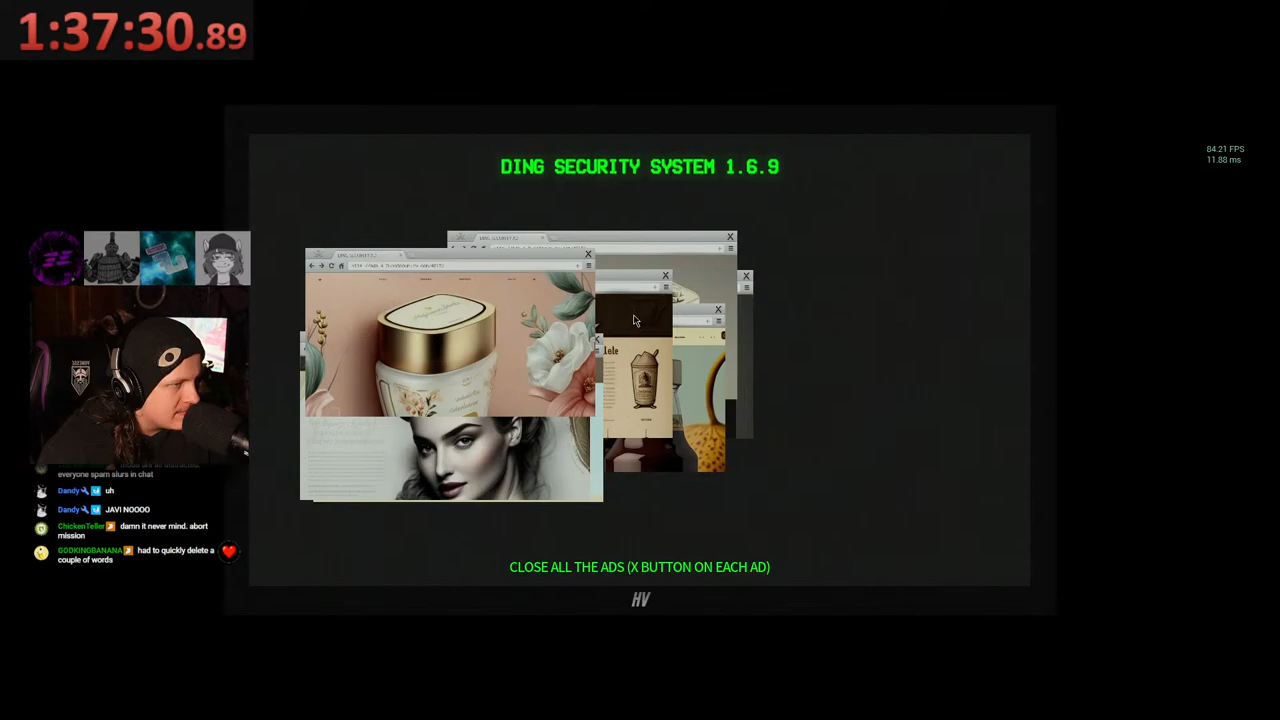 1:37:30.89
84.21 FPS
11.88 ms
DING SECURITY SYSTEM 1.6.9
X
X
X
X
X
everyone spam slurs in chat
Dandy uh
Dandy JAVI NOOOO
ChickenTeller damn it never mind. abort
mission
GODKINGBANANA had to quickly delete a
couple of words
CLOSE ALL THE ADS (X BUTTON ON EACH AD)
HV